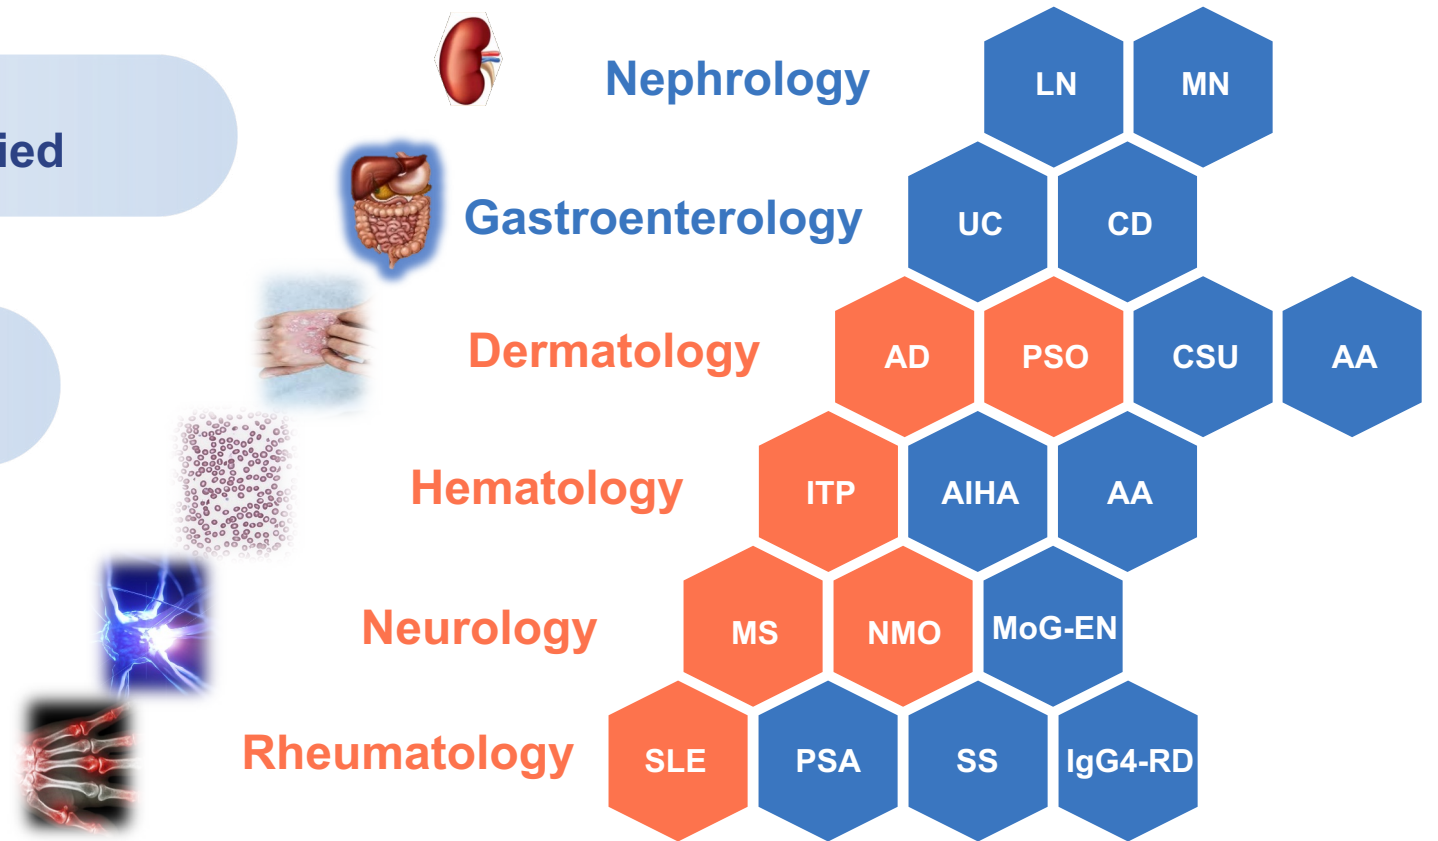 Nephrology LN MN
ied
Gastroenterology UC CD
Dermatology AD PSO CSU AA
Hematology ITP AIHA AA
Neurology MS NMO MoG-EN
Rheumatology SLE PSA SS IgG4-RD